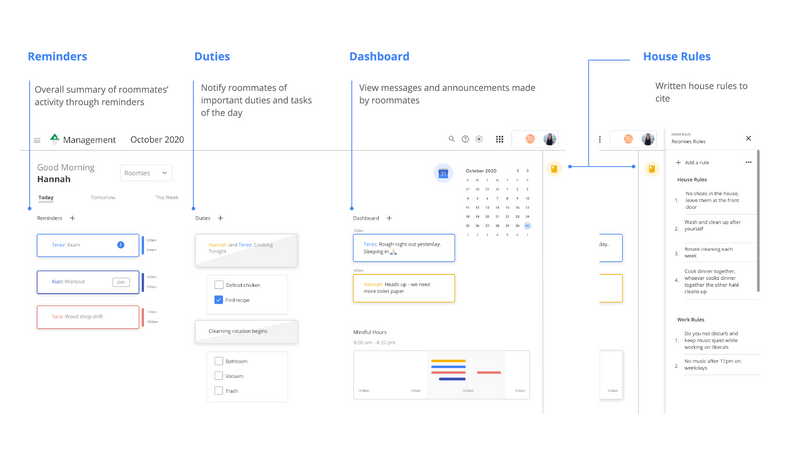 Reminders
Duties
Dashboard
House Rules
Overall summary of roommates'
activity through reminders
Notify roommates of
important duties and tasks
of the day
View messages and announcements made
by roommates
Written house rules to
cite
Management
October 2020
Good Morning
Hannah
Roomies
Today
Tomorrow
This Week
Reminders +
Terez: Exam
Kian: Workout
Join
Sara: Wood shop shift
Duties +
Hannah and Terez: Cooking
Tonight
Defrost chicken
Find recipe
Clearning rotation begins
Bathroom
Vacuum
Trash
31
October 2020
Dashboard +
Terez: Rough night outyesterday.
Sleeping in
Hannah: Heads up - we need
more toilet paper
Mindful Hours
8:00 am - 4:20 pm
day.
HOUSE RULES
Roomies Rules
+ Add a rule
House Rules
1. No shoes in the house,
leave them at the front
door
2. Wash and clean up after
yourself
3. Rotate cleaning each
week
4. Cook dinner together,
whoever cooks dinner
together the other hald
cleans up
Work Rules
1. Do you not disturb and
keep music quiet while
working on liberals
2. No music after 11pm on
weekdays